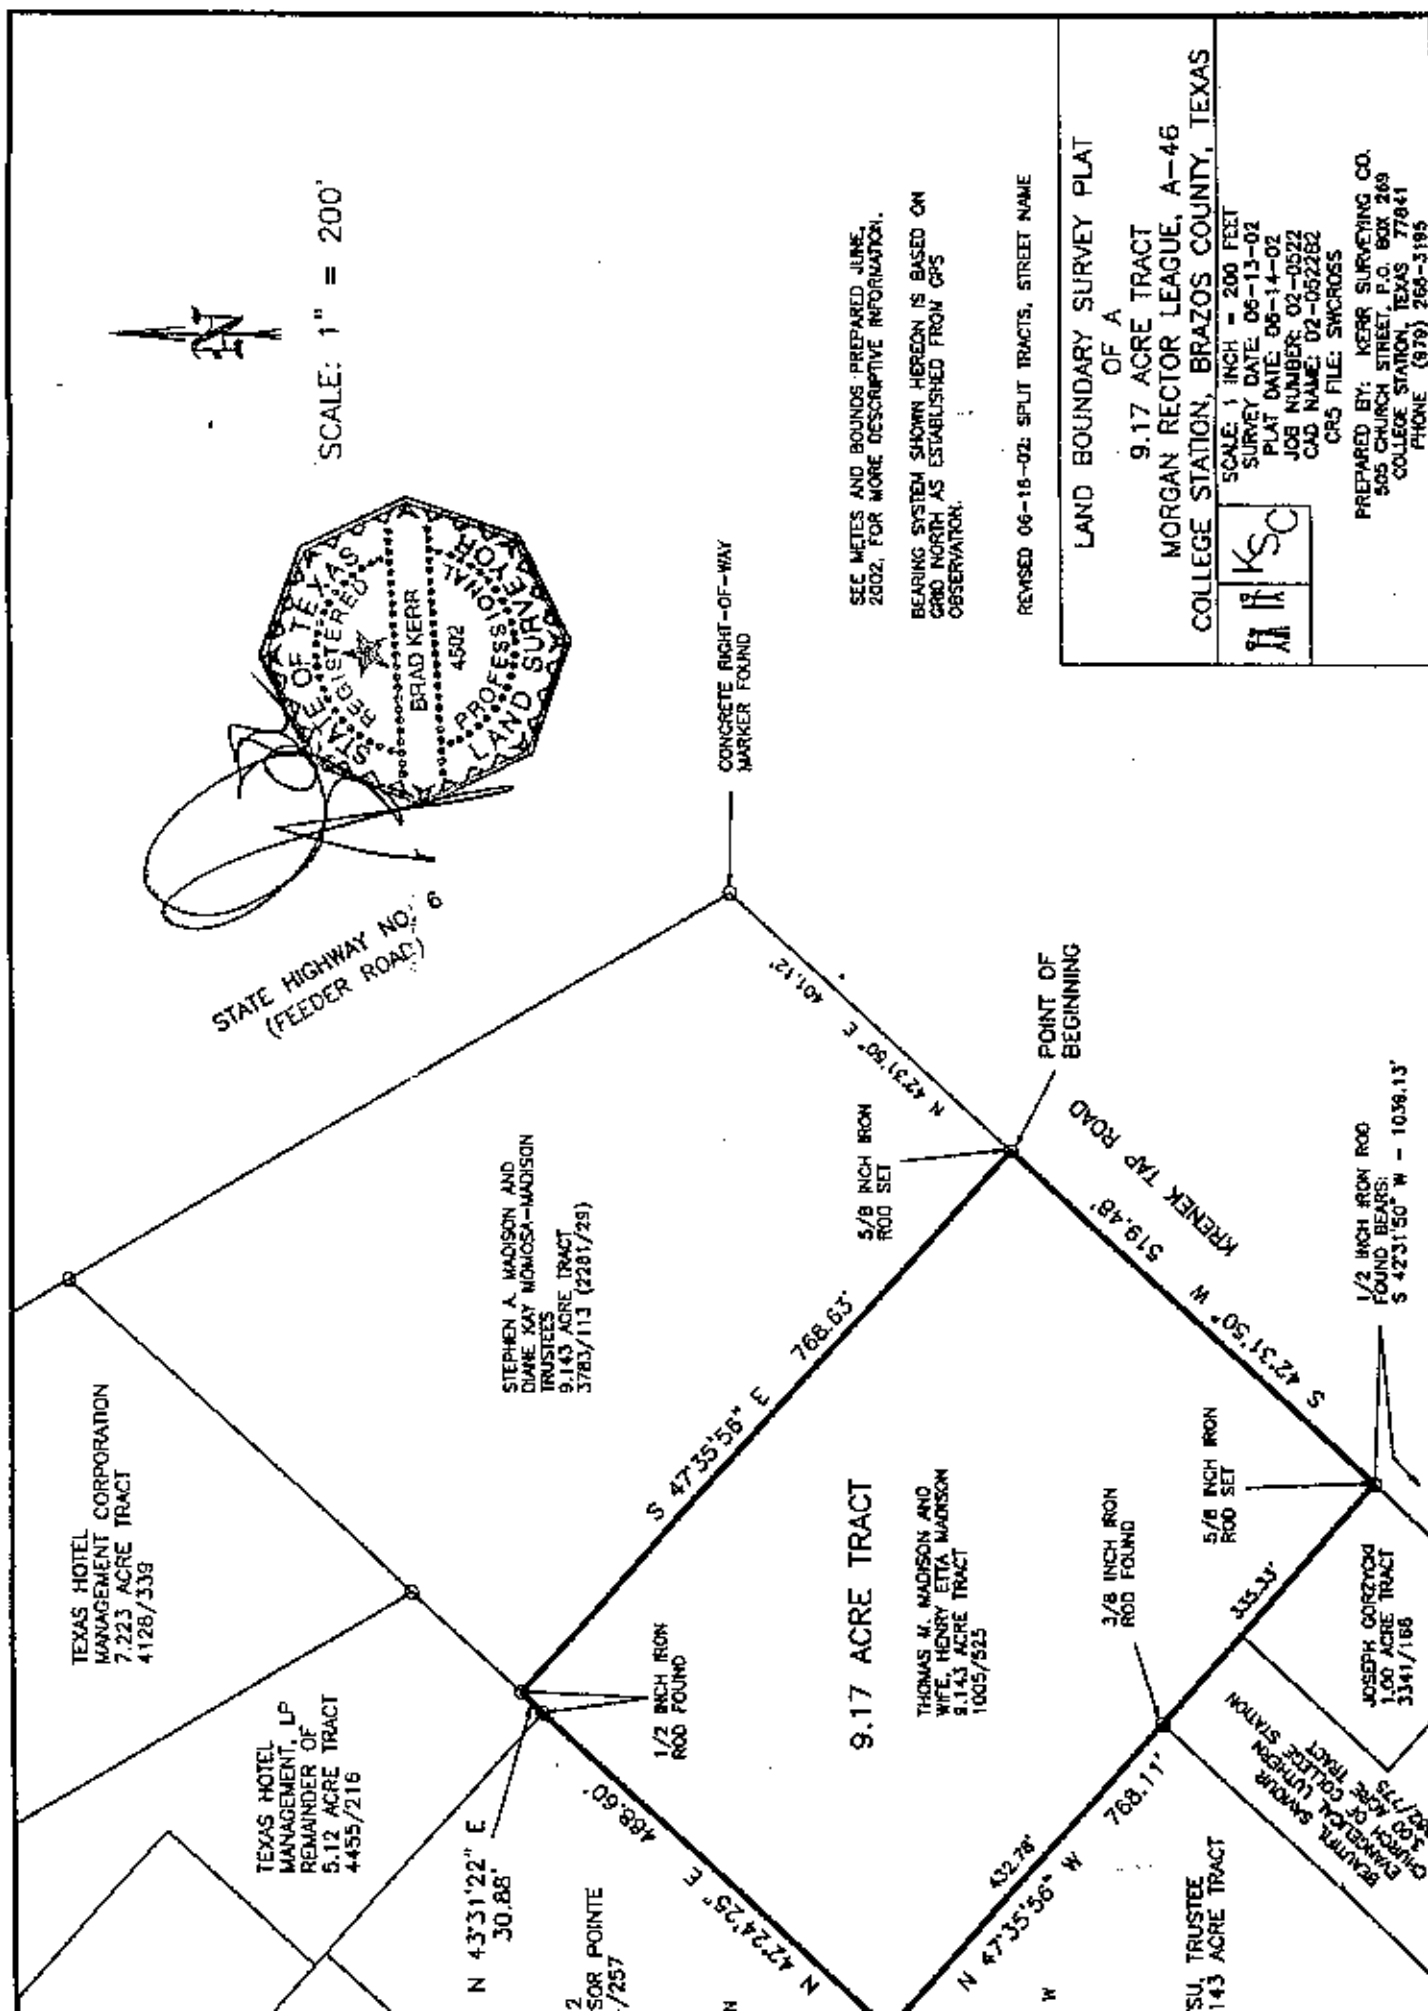 N
SCALE: 1" = 200'
STATE OF TEXAS
REGISTERED
BRAD KERR
4502
PROFESSIONAL
LAND SURVEYOR
STATE HIGHWAY NO. 6
(FEEDER ROAD)
CONCRETE RIGHT-OF-WAY
MARKER FOUND
SEE METES AND BOUNDS PREPARED JUNE,
2002, FOR MORE DESCRIPTIVE INFORMATION.
BEARING SYSTEM SHOWN HEREON IS BASED ON
GRID NORTH AS ESTABLISHED FROM GPS
OBSERVATION.
REVISED 06-18-02: SPLIT TRACTS, STREET NAME
LAND BOUNDARY SURVEY PLAT
OF A
9.17 ACRE TRACT
MORGAN RECTOR LEAGUE, A-46
COLLEGE STATION, BRAZOS COUNTY, TEXAS
KSC
SCALE: 1 INCH = 200 FEET
SURVEY DATE: 06-13-02
PLAT DATE: 06-14-02
JOB NUMBER: 02-0522
CAD NAME: 02-0522B2
CR5 FILE: SWCROSS
PREPARED BY: KERR SURVEYING CO.
505 CHURCH STREET, P.O. BOX 269
COLLEGE STATION, TEXAS 77841
PHONE (979) 268-3195
TEXAS HOTEL
MANAGEMENT CORPORATION
7.223 ACRE TRACT
4128/339
TEXAS HOTEL
MANAGEMENT, LP
REMAINDER OF
5.12 ACRE TRACT
4455/216
STEPHEN A. MADISON AND
DIANE KAY MOMOSA-MADISON
TRUSTEES
9.143 ACRE TRACT
3783/113 (2281/29)
N 42°31'50" E 401.12'
POINT OF
BEGINNING
5/8 INCH IRON
ROD SET
S 47°35'56" E 768.63'
KRENEK TAP ROAD
S 42°31'50" W 519.48'
1/2 INCH IRON ROD
FOUND BEARS:
S 42°31'50" W - 1038.13'
5/8 INCH IRON
ROD SET
3/8 INCH IRON
ROD FOUND
1/2 INCH IRON
ROD FOUND
9.17 ACRE TRACT
THOMAS M. MADISON AND
WIFE, HENRY ETTA MADISON
9.143 ACRE TRACT
1005/525
N 43°31'22" E
30.88'
N 42°24'25" E 488.60'
335.33'
432.78'
N 47°35'56" W 768.11'
JOSEPH GORZYCKI
1.00 ACRE TRACT
3341/168
BEAUTIFUL SAVIOUR
EVANGELICAL LUTHERN
CHURCH OF COLLEGE STATION
3.00 ACRE TRACT
/775
2
SOR POINTE
/257
SU, TRUSTEE
143 ACRE TRACT
W
N